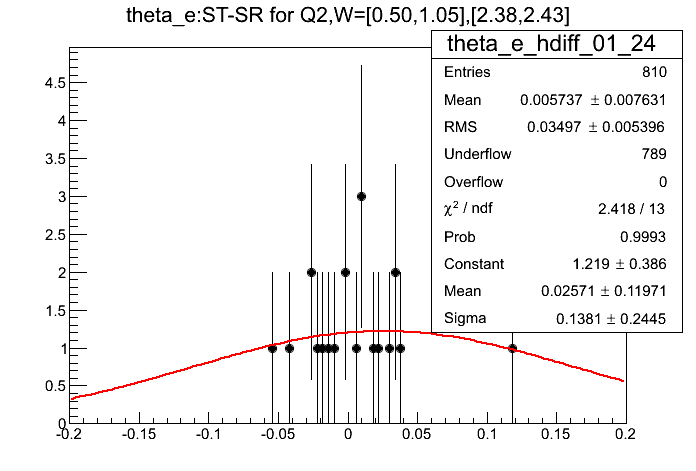 theta_e:ST-SR for Q2,W=[0.50,1.05],[2.38,2.43]
theta_e_hdiff_01_24
Entries 810
Mean 0.005737 ± 0.007631
RMS 0.03497 ± 0.005396
Underflow 789
Overflow 0
χ² / ndf 2.418 / 13
Prob 0.9993
Constant 1.219 ± 0.386
Mean 0.02571 ± 0.11971
Sigma 0.1381 ± 0.2445
4.5
4
3.5
3
2.5
2
1.5
1
0.5
0
-0.2 -0.15 -0.1 -0.05 0 0.05 0.1 0.15 0.2